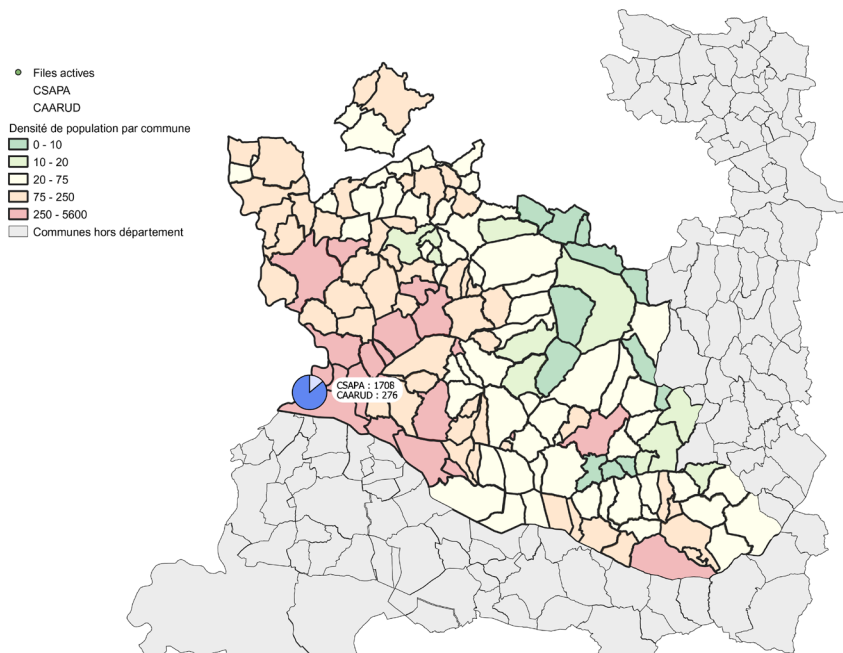 Files actives
CSAPA
CAARUD
Densité de population par commune
0 - 10
10 - 20
20 - 75
75 - 250
250 - 5600
Communes hors département
CSAPA : 1708
CAARUD : 276